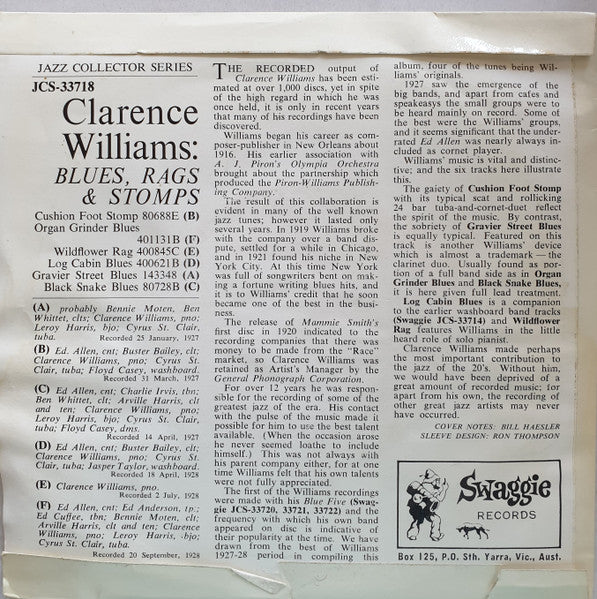 JAZZ COLLECTOR SERIES
JCS-33718
Clarence
Williams:
BLUES, RAGS
& STOMPS
Cushion Foot Stomp 80688E (B)
Organ Grinder Blues
401131B (F)
Wildflower Rag 400845C (E)
Log Cabin Blues 400621B (D)
Gravier Street Blues 143348 (A)
Black Snake Blues 80728B (C)
(A) probably Bennie Moten, Ben
Whittet, clts; Clarence Williams, pno;
Leroy Harris, bjo; Cyrus St. Clair,
tuba. Recorded 25 January, 1927
(B) Ed Allen, cnt; Buster Bailey, clt;
Clarence Williams, pno; Cyrus St.
Clair, tuba; Floyd Casey, washboard.
Recorded 31 March, 1927
(C) Ed Allen, cnt; Charlie Irvis, tbn;
Ben Whittet, clt; Arville Harris, clt
and ten; Clarence Williams, pno;
Leroy Harris, bjo; Cyrus St. Clair,
tuba; Floyd Casey, dms.
Recorded 14 April, 1927
(D) Ed Allen, cnt; Buster Bailey, clt;
Clarence Williams, pno; Cyrus St.
Clair, tuba; Jasper Taylor, washboard.
Recorded 18 April, 1928
(E) Clarence Williams, pno.
Recorded 2 July, 1928
(F) Ed Allen, cnt; Ed Anderson, tp.;
Ed Cuffee, tbn; Bennie Moten, clt;
Arville Harris, clt and ten; Clarence
Williams, pno; Leroy Harris, bjo;
Cyrus St. Clair, tuba.
Recorded 20 September, 1928
THE RECORDED output of
Clarence Williams has been esti-
mated at over 1,000 discs, yet in spite
of the high regard in which he was
once held, it is only in recent years
that many of his recordings have been
discovered.
Williams began his career as com-
poser-publisher in New Orleans about
1916. His earlier association with
A. J. Piron's Olympia Orchestra
brought about the partnership which
produced the Piron-Williams Publish-
ing Company.
The result of this collaboration is
evident in many of the well known
jazz tunes; however it lasted only
several years. In 1919 Williams broke
with the company over a band dis-
pute, settled for a while in Chicago,
and in 1921 found his niche in New
York City. At this time New York
was full of songwriters bent on mak-
ing a fortune writing blues hits, and
it is to Williams' credit that he soon
became one of the best in the busi-
ness.
The release of Mammie Smith's
first disc in 1920 indicated to the
recording companies that there was
money to be made from the "Race"
market, so Clarence Williams was
retained as Artist's Manager by the
General Phonograph Corporation.
For over 12 years he was respon-
sible for the recording of some of the
greatest jazz of the era. His contact
with the pulse of the music made it
possible for him to use the best talent
available. (When the occasion arose
he never seemed loathe to include
himself.) This was not always with
his parent company either, for at one
time Williams felt that his own talents
were not fully appreciated.
The first of the Williams recordings
were made with his Blue Five (Swag-
gie JCS-33720, 33721, 33722) and the
frequency with which his own band
appeared on disc is indicative of
their popularity at the time. We have
drawn from the best of Williams
1927-28 period in compiling this
album, four of the tunes being Wil-
liams' originals.
1927 saw the emergence of the
big bands, and apart from cafes and
speakeasys the small groups were to
be heard mainly on record. Some of
the best were the Williams' groups,
and it seems significant that the under-
rated Ed Allen was nearly always in-
cluded as cornet player.
Williams' music is vital and distinc-
tive; and the six tracks here illustrate
this.
The gaiety of Cushion Foot Stomp
with its typical scat and rollicking
24 bar tuba-and-cornet-duet reflect
the spirit of the music. By contrast,
the sobriety of Gravier Street Blues
is equally typical. Featured on this
track is another Williams' device
which is almost a trademark — the
clarinet duo. Usually found as por-
tion of a full band side as in Organ
Grinder Blues and Black Snake Blues,
it is here given full lead treatment.
Log Cabin Blues is a companion
to the earlier washboard band tracks
(Swaggie JCS-33714) and Wildflower
Rag features Williams in the little
heard role of solo pianist.
Clarence Williams made perhaps
the most important contribution to
the jazz of the 20's. Without him,
we would have been deprived of a
great amount of recorded music; for
apart from his own, the recording of
other great jazz artists may never
have occurred.
COVER NOTES: BILL HAESLER
SLEEVE DESIGN: RON THOMPSON
Swaggie
RECORDS
Box 125, P.O. Sth. Yarra, Vic., Aust.